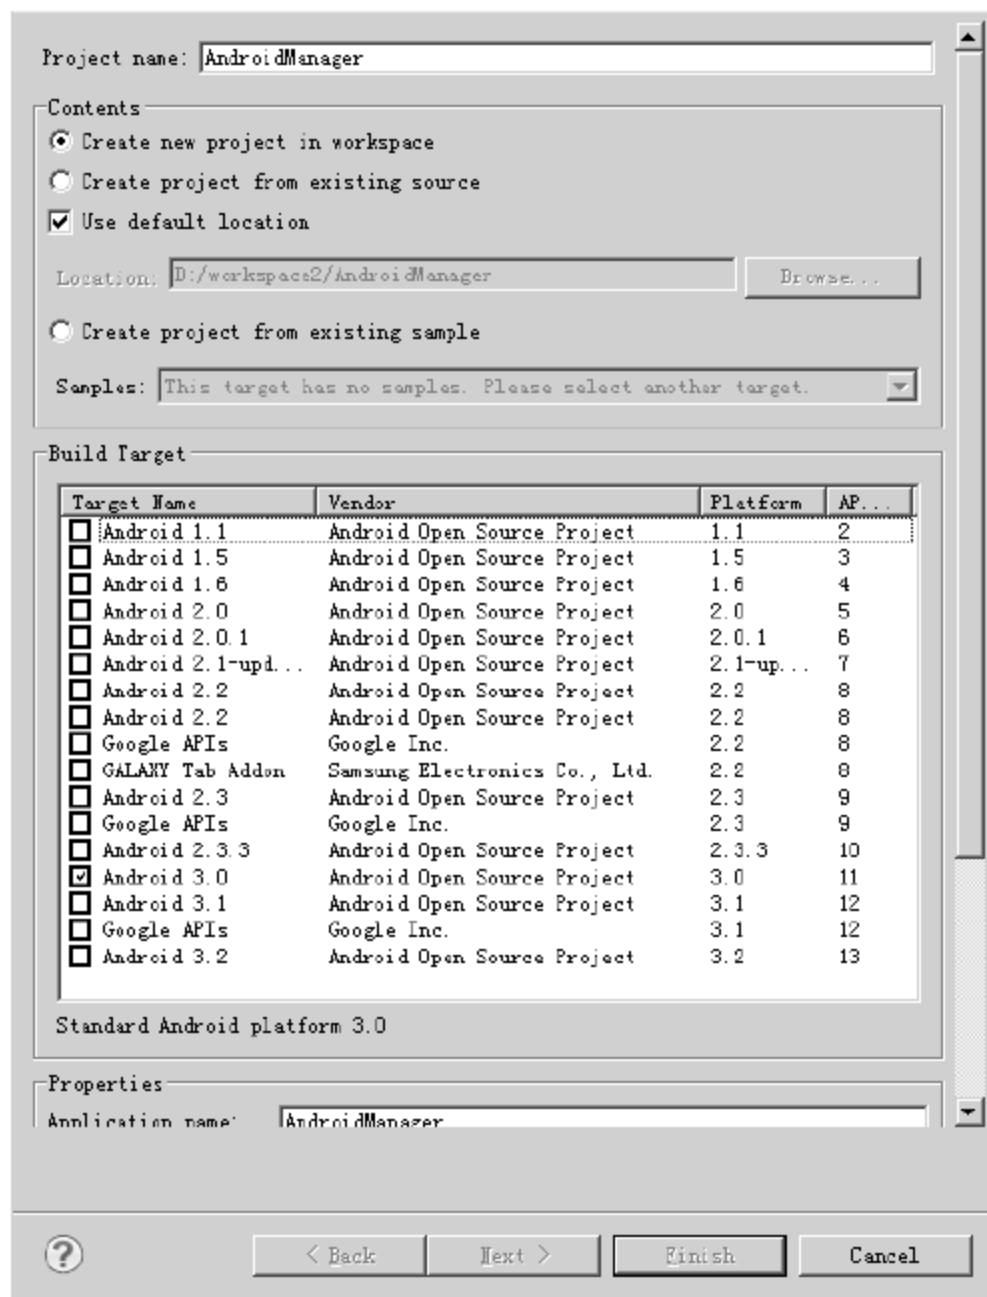 Project name: AndroidManager
Contents
Create new project in workspace
Create project from existing source
Use default location
Location: D:/workspace2/AndroidManager Browse...
Create project from existing sample
Samples: This target has no samples. Please select another target.
Build Target
Target Name Vendor Platform AP...
Android 1.1 Android Open Source Project 1.1 2
Android 1.5 Android Open Source Project 1.5 3
Android 1.6 Android Open Source Project 1.6 4
Android 2.0 Android Open Source Project 2.0 5
Android 2.0.1 Android Open Source Project 2.0.1 6
Android 2.1-upd... Android Open Source Project 2.1-up... 7
Android 2.2 Android Open Source Project 2.2 8
Android 2.2 Android Open Source Project 2.2 8
Google APIs Google Inc. 2.2 8
GALAXY Tab Addon Samsung Electronics Co., Ltd. 2.2 8
Android 2.3 Android Open Source Project 2.3 9
Google APIs Google Inc. 2.3 9
Android 2.3.3 Android Open Source Project 2.3.3 10
Android 3.0 Android Open Source Project 3.0 11
Android 3.1 Android Open Source Project 3.1 12
Google APIs Google Inc. 3.1 12
Android 3.2 Android Open Source Project 3.2 13
Standard Android platform 3.0
Properties
Application name: AndroidManager
? < Back Next > Finish Cancel